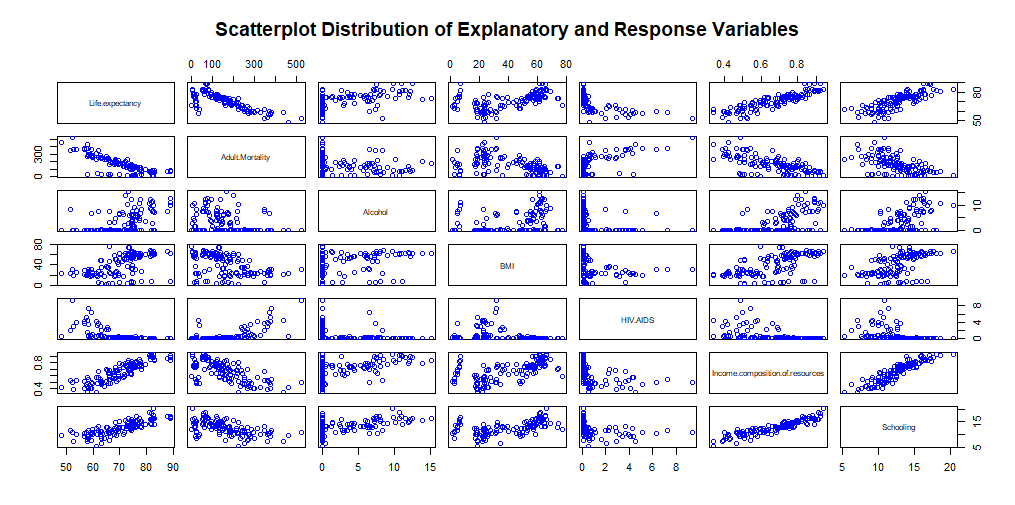 Scatterplot Distribution of Explanatory and Response Variables
0 100 300 500 0 20 40 60 80 0.4 0.6 0.8
Life.expectancy 50 80
0 300 Adult.Mortality
Alcohol 0 10
0 40 80 BMI
HIV.AIDS 0 4 8
0.4 0.8 Income.composition.of.resources
Schooling 5 15
50 60 70 80 90 0 5 10 15 0 2 4 6 8 5 10 15 20